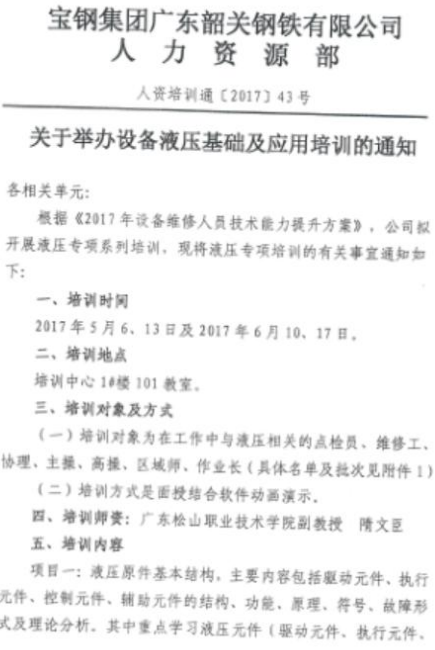 宝钢集团广东韶关钢铁有限公司
人力资源部
人资培训通〔2017〕43号
关于举办设备液压基础及应用培训的通知
各相关单元:
根据《2017年设备维修人员技术能力提升方案》,公司拟
开展液压专项系列培训,现将液压专项培训的有关事宜通知如
下:
一、培训时间
2017年5月6、13日及2017年6月10、17日。
二、培训地点
培训中心1#楼101教室。
三、培训对象及方式
(一)培训对象为在工作中与液压相关的点检员、维修工、
协理、主操、高操、区域师、作业长(具体名单及批次见附件1)
(二)培训方式是面授结合软件动画演示。
四、培训师资:广东松山职业技术学院副教授 隋文臣
五、培训内容
项目一:液压原件基本结构。主要内容包括驱动元件、执行
元件、控制元件、辅助元件的结构、功能、原理、符号、故障形
式及理论分析。其中重点学习液压元件(驱动元件、执行元件、